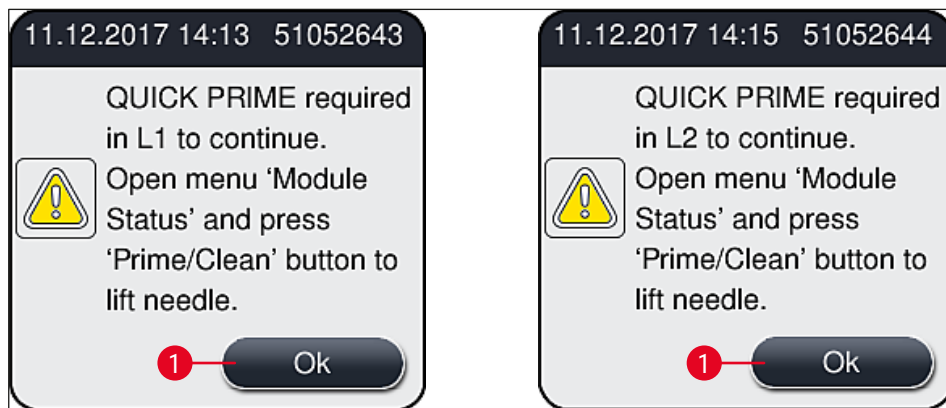 11.12.2017 14:13 51052643
QUICK PRIME required
in L1 to continue.
Open menu ‘Module
Status’ and press
‘Prime/Clean’ button to
lift needle.
1
Ok
11.12.2017 14:15 51052644
QUICK PRIME required
in L2 to continue.
Open menu ‘Module
Status’ and press
‘Prime/Clean’ button to
lift needle.
1
Ok